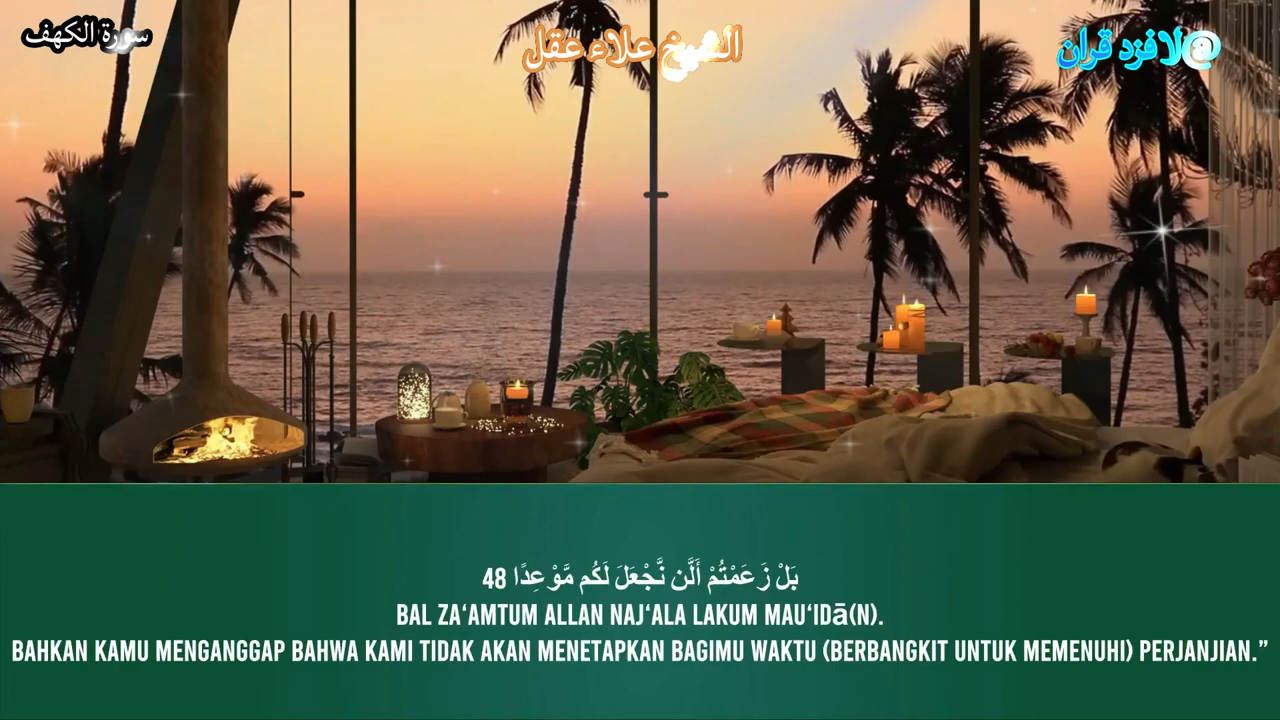 سورة الكهف
الشيخ علاء عقل
@لافزد قران
بَلْ زَعَمْتُمْ أَلَّن نَّجْعَلَ لَكُم مَّوْعِدًا 48
BAL ZA‘AMTUM ALLAN NAJ‘ALA LAKUM MAU‘IDā(N).
BAHKAN KAMU MENGANGGAP BAHWA KAMI TIDAK AKAN MENETAPKAN BAGIMU WAKTU (BERBANGKIT UNTUK MEMENUHI) PERJANJIAN.”